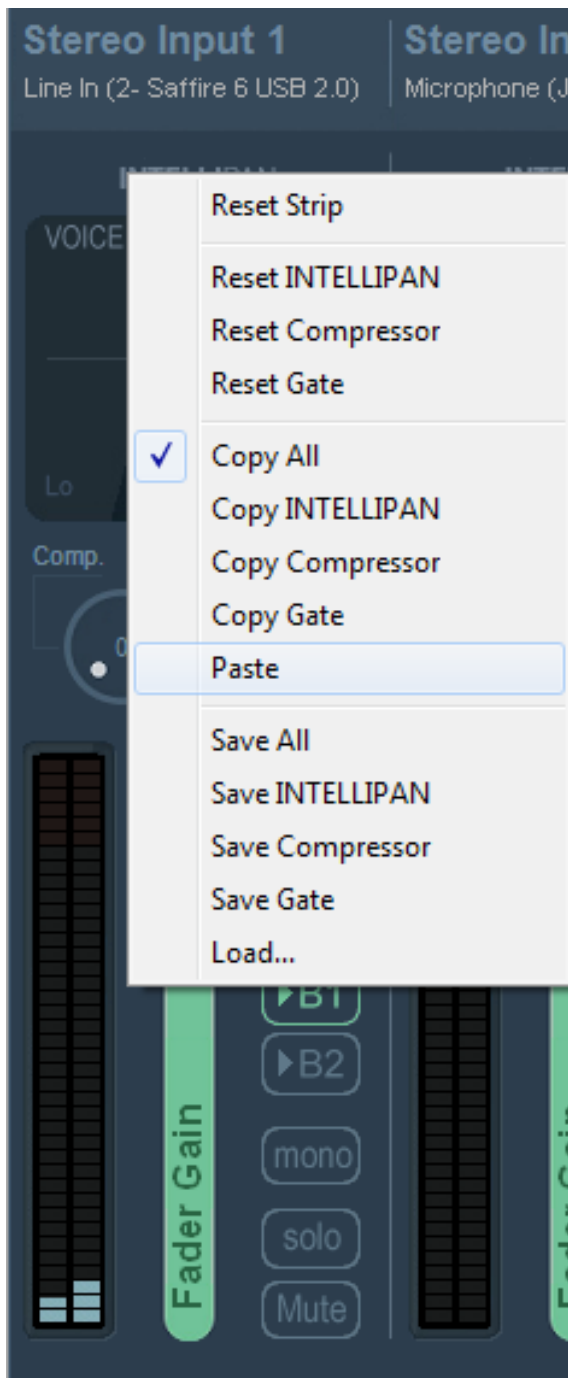 Stereo Input 1
Stereo In
Line In (2- Saffire 6 USB 2.0)
Microphone (J
VOICE
Lo
Comp.
0
Reset Strip
Reset INTELLIPAN
Reset Compressor
Reset Gate
Copy All
Copy INTELLIPAN
Copy Compressor
Copy Gate
Paste
Save All
Save INTELLIPAN
Save Compressor
Save Gate
Load...
B1
B2
mono
solo
Mute
Fader Gain